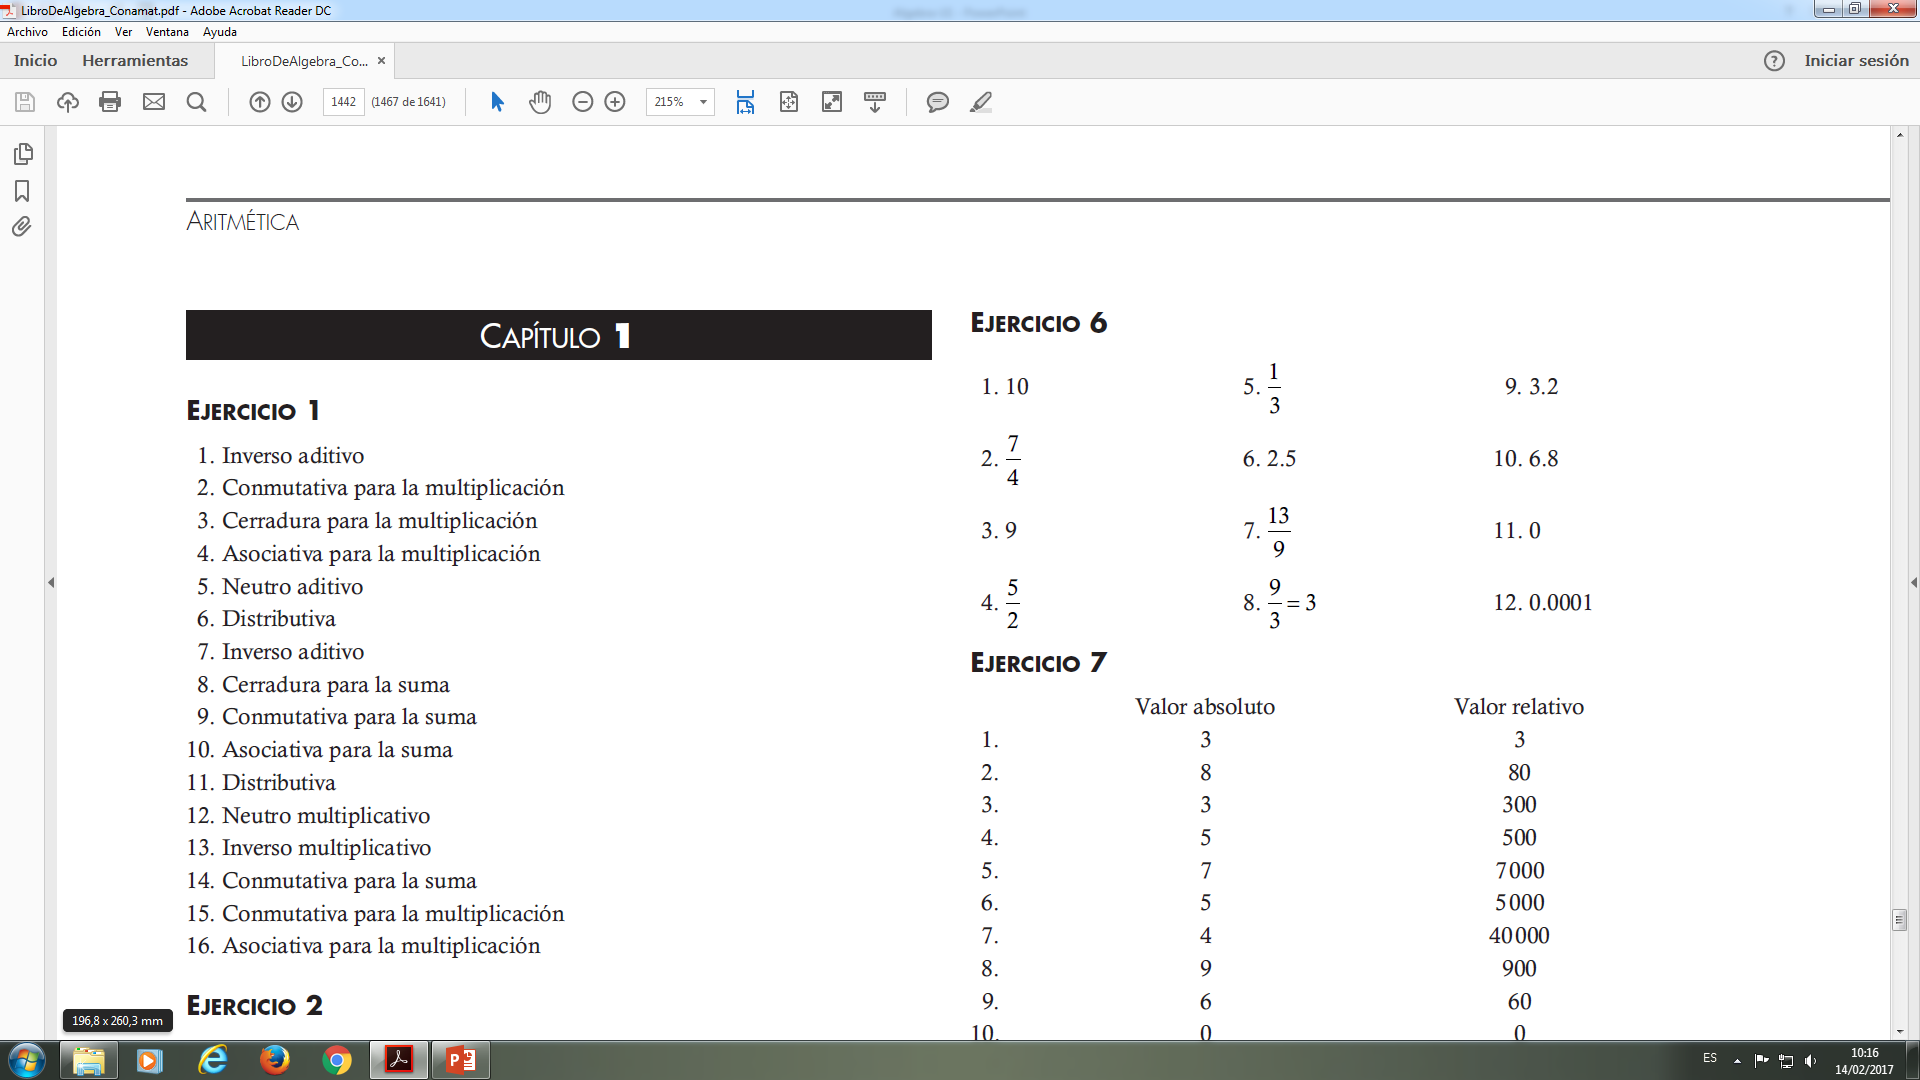 LibroDeAlgebra_Conamat.pdf - Adobe Acrobat Reader DC
Archivo Edición Ver Ventana Ayuda
Inicio Herramientas LibroDeAlgebra_Co... × ? Iniciar sesión
1442 (1467 de 1641) 215%
ARITMÉTICA
CAPÍTULO 1
EJERCICIO 1
1. Inverso aditivo
2. Conmutativa para la multiplicación
3. Cerradura para la multiplicación
4. Asociativa para la multiplicación
5. Neutro aditivo
6. Distributiva
7. Inverso aditivo
8. Cerradura para la suma
9. Conmutativa para la suma
10. Asociativa para la suma
11. Distributiva
12. Neutro multiplicativo
13. Inverso multiplicativo
14. Conmutativa para la suma
15. Conmutativa para la multiplicación
16. Asociativa para la multiplicación
EJERCICIO 2
EJERCICIO 6
1. 10 5. 1/3 9. 3.2
2. 7/4 6. 2.5 10. 6.8
3. 9 7. 13/9 11. 0
4. 5/2 8. 9/3 = 3 12. 0.0001
EJERCICIO 7
Valor absoluto Valor relativo
1. 3 3
2. 8 80
3. 3 300
4. 5 500
5. 7 7000
6. 5 5000
7. 4 40000
8. 9 900
9. 6 60
10. 0 0
196,8 x 260,3 mm
ES 10:16
14/02/2017